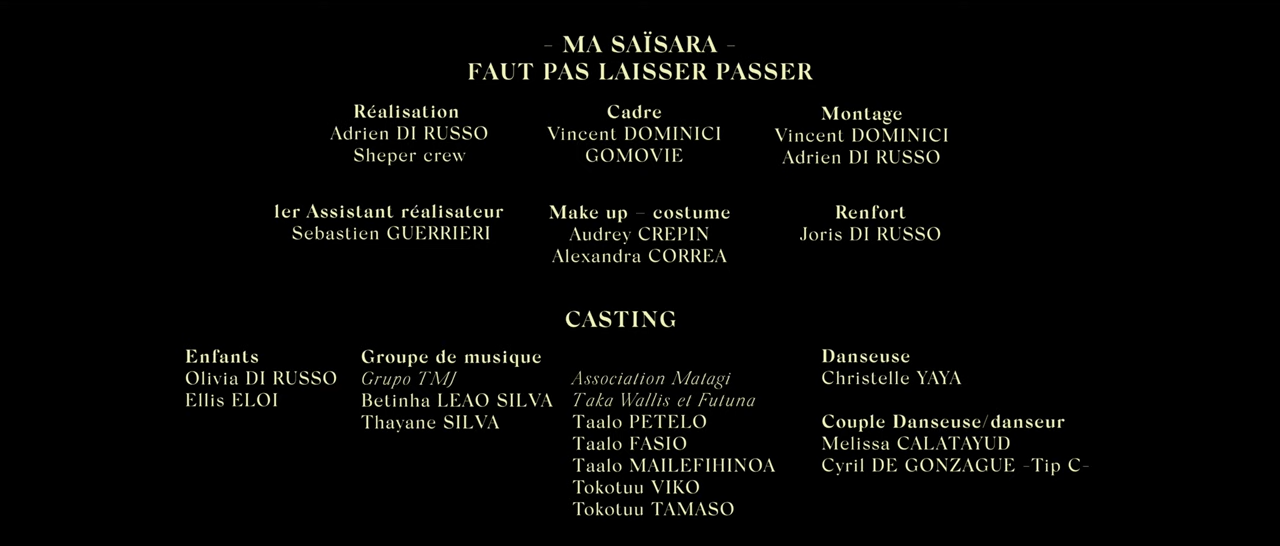 - MA SAÏSARA -
FAUT PAS LAISSER PASSER
Réalisation
Adrien DI RUSSO
Sheper crew
Cadre
Vincent DOMINICI
GOMOVIE
Montage
Vincent DOMINICI
Adrien DI RUSSO
1er Assistant réalisateur
Sebastien GUERRIERI
Make up - costume
Audrey CREPIN
Alexandra CORREA
Renfort
Joris DI RUSSO
CASTING
Enfants
Olivia DI RUSSO
Ellis ELOI
Groupe de musique
Grupo TMJ
Betinha LEAO SILVA
Thayane SILVA
Association Matagi
Taka Wallis et Futuna
Taalo PETELO
Taalo FASIO
Taalo MAILEFIHINOA
Tokotuu VIKO
Tokotuu TAMASO
Danseuse
Christelle YAYA
Couple Danseuse/danseur
Melissa CALATAYUD
Cyril DE GONZAGUE -Tip C-